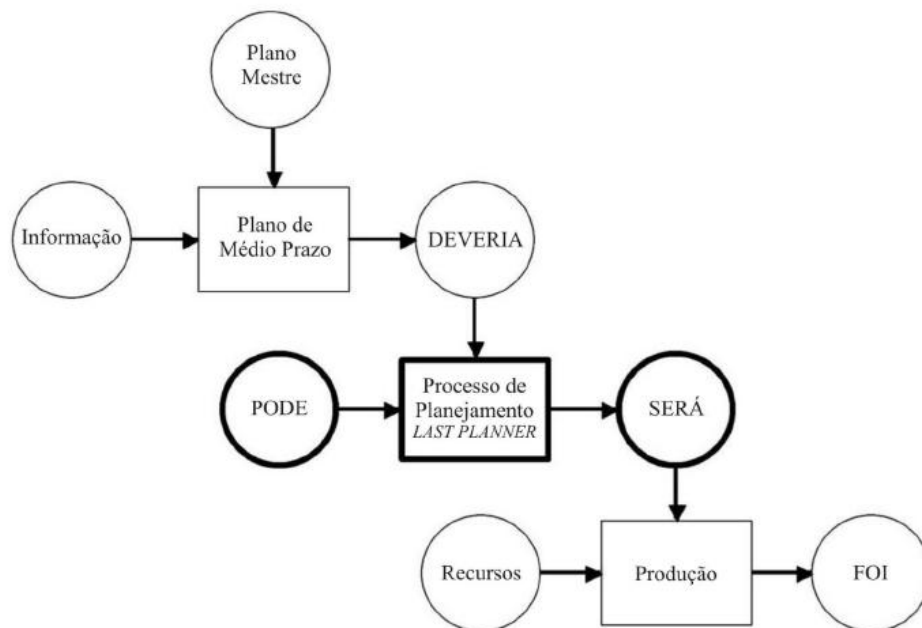 Plano
Mestre
Informação
Plano de
Médio Prazo
DEVERIA
PODE
Processo de
Planejamento
LAST PLANNER
SERÁ
Recursos
Produção
FOI